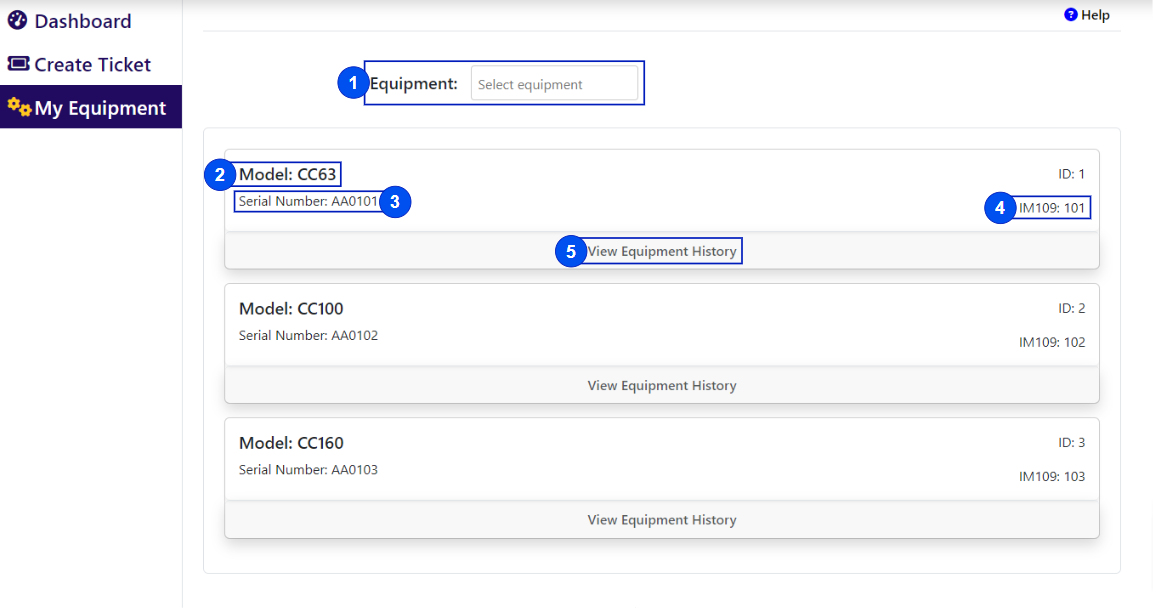 Dashboard
Create Ticket
My Equipment
Help
1 Equipment: Select equipment
2 Model: CC63
ID: 1
Serial Number: AA0101 3
4 IM109: 101
5 View Equipment History
Model: CC100
ID: 2
Serial Number: AA0102
IM109: 102
View Equipment History
Model: CC160
ID: 3
Serial Number: AA0103
IM109: 103
View Equipment History